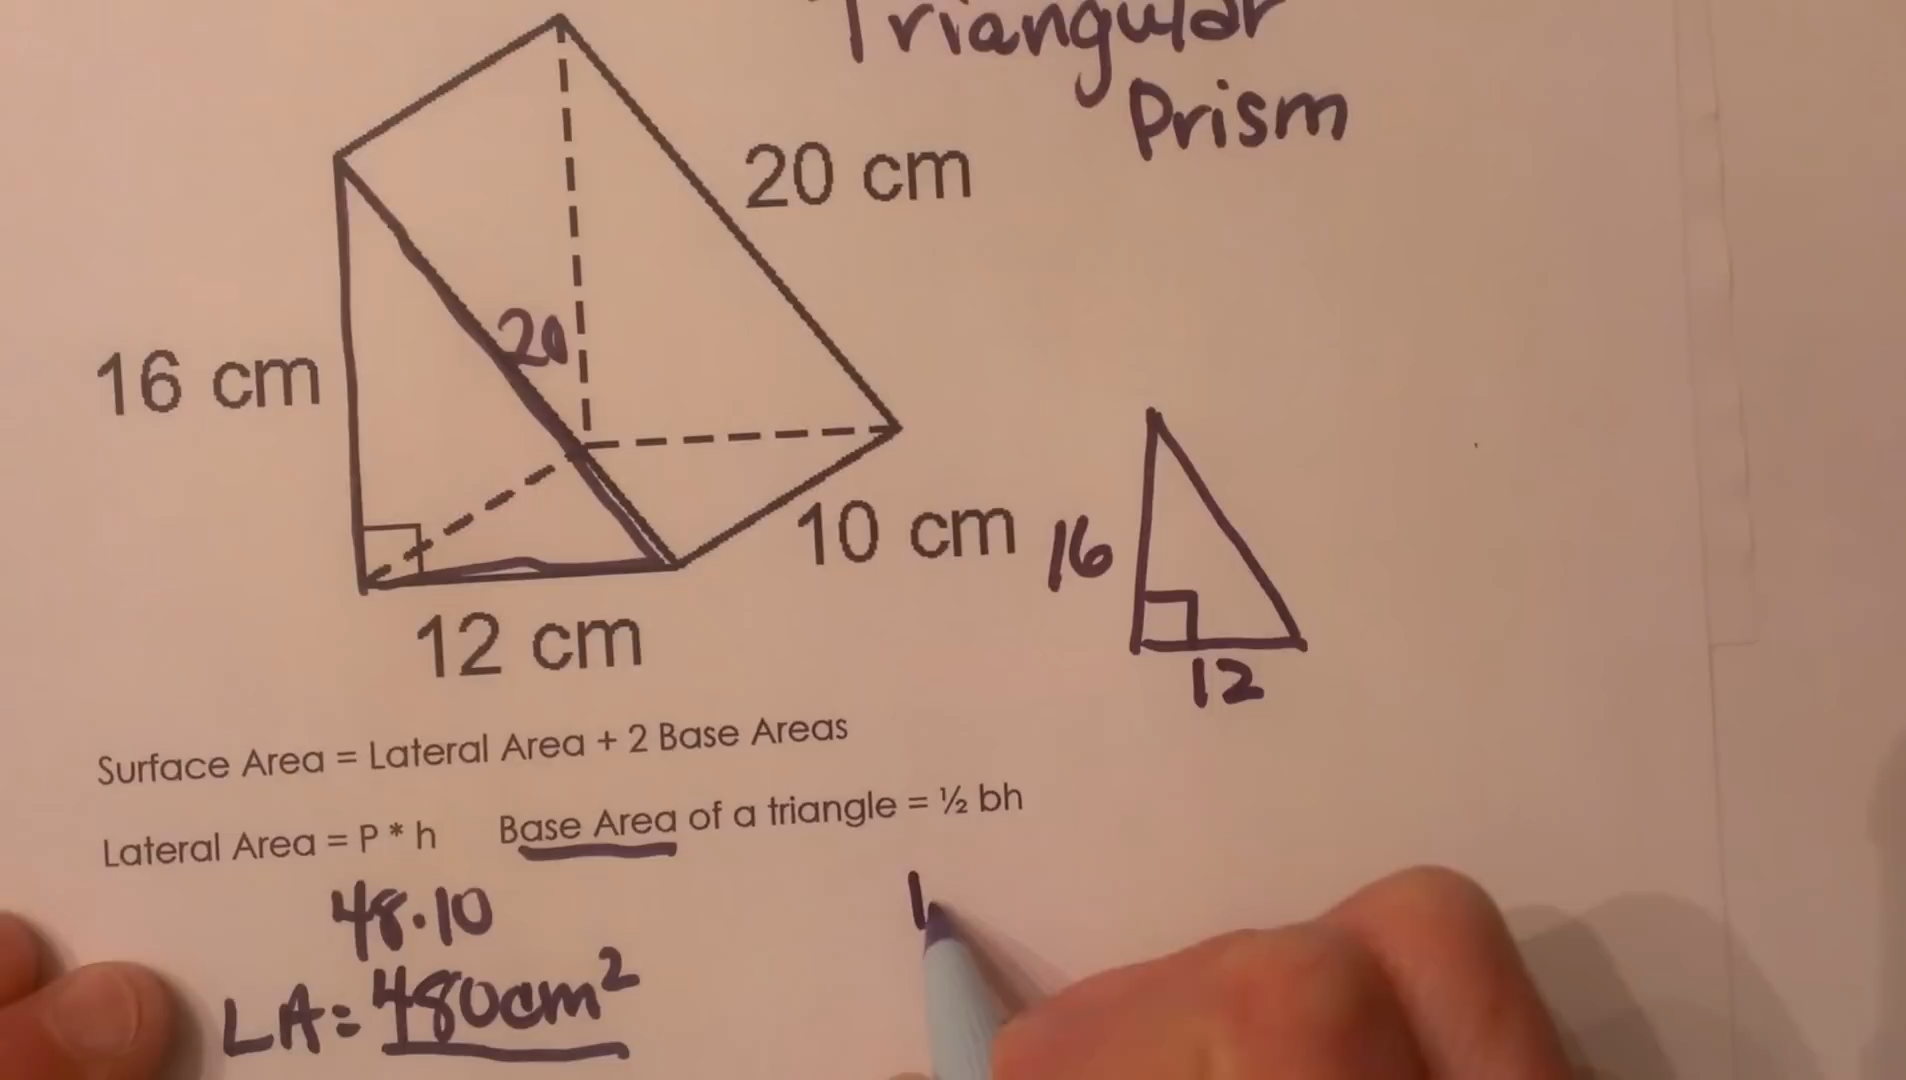 Triangular
Prism
20 cm
20
16 cm
10 cm
16
12 cm
12
Surface Area = Lateral Area + 2 Base Areas
Lateral Area = P * h Base Area of a triangle = ½ bh
48·10
LA= 480cm²